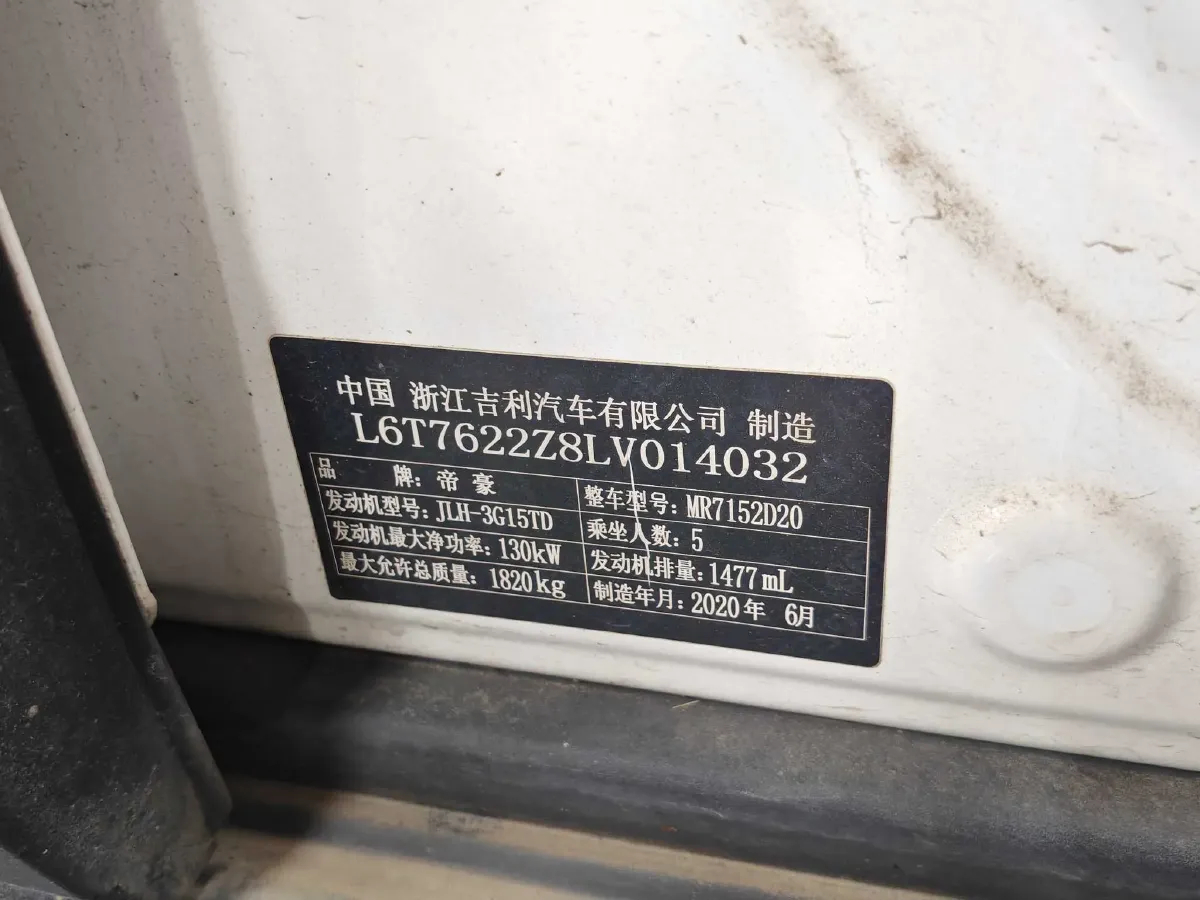 中国 浙江吉利汽车有限公司 制造
L6T7622Z8LV014032
品 牌: 帝豪 整车型号: MR7152D20
发动机型号: JLH-3G15TD 乘坐人数: 5
发动机最大净功率: 130kW 发动机排量: 1477mL
最大允许总质量: 1820kg 制造年月: 2020年 6月